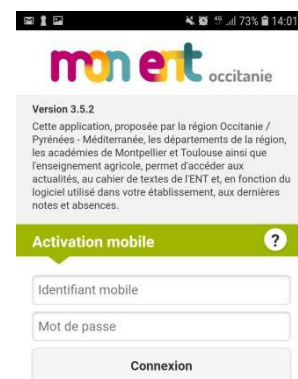 73% 14:01
mon ent occitanie
Version 3.5.2
Cette application, proposée par la région Occitanie /
Pyrénées - Méditerranée, les départements de la région,
les académies de Montpellier et Toulouse ainsi que
l'enseignement agricole, permet d'accéder aux
actualités, au cahier de textes de l'ENT et, en fonction du
logiciel utilisé dans votre établissement, aux dernières
notes et absences.
Activation mobile ?
Identifiant mobile
Mot de passe
Connexion